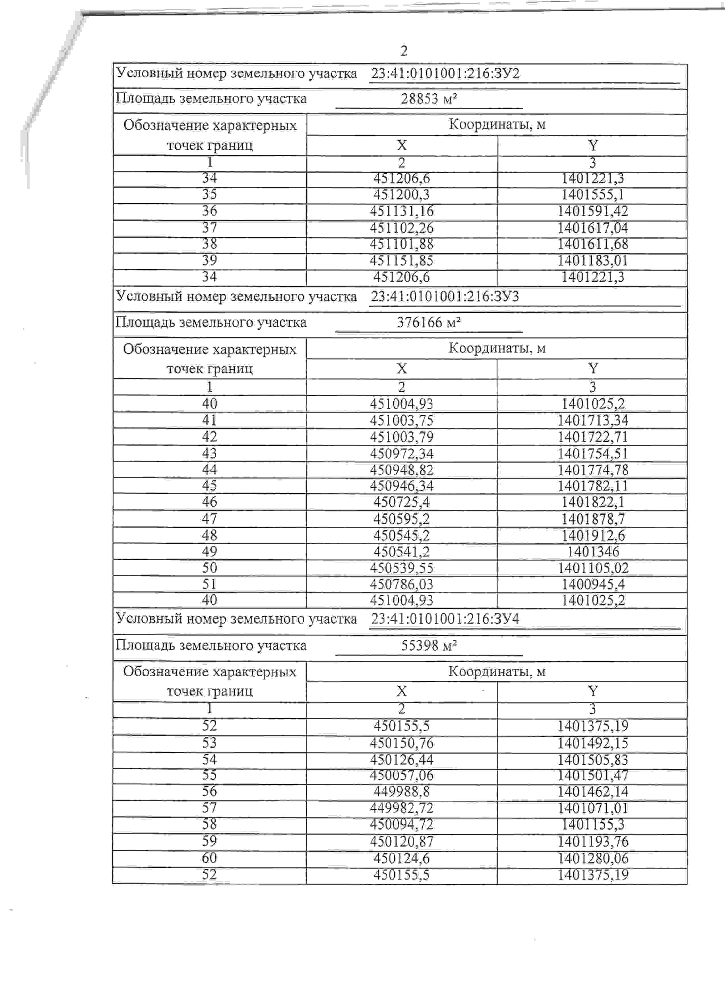 2
Условный номер земельного участка 23:41:0101001:216:ЗУ2
Площадь земельного участка 28853 м²
Обозначение характерных точек границ Координаты, м
X Y
1 2 3
34 451206,6 1401221,3
35 451200,3 1401555,1
36 451131,16 1401591,42
37 451102,26 1401617,04
38 451101,88 1401611,68
39 451151,85 1401183,01
34 451206,6 1401221,3
Условный номер земельного участка 23:41:0101001:216:ЗУ3
Площадь земельного участка 376166 м²
Обозначение характерных точек границ Координаты, м
X Y
1 2 3
40 451004,93 1401025,2
41 451003,75 1401713,34
42 451003,79 1401722,71
43 450972,34 1401754,51
44 450948,82 1401774,78
45 450946,34 1401782,11
46 450725,4 1401822,1
47 450595,2 1401878,7
48 450545,2 1401912,6
49 450541,2 1401346
50 450539,55 1401105,02
51 450786,03 1400945,4
40 451004,93 1401025,2
Условный номер земельного участка 23:41:0101001:216:ЗУ4
Площадь земельного участка 55398 м²
Обозначение характерных точек границ Координаты, м
X Y
1 2 3
52 450155,5 1401375,19
53 450150,76 1401492,15
54 450126,44 1401505,83
55 450057,06 1401501,47
56 449988,8 1401462,14
57 449982,72 1401071,01
58 450094,72 1401155,3
59 450120,87 1401193,76
60 450124,6 1401280,06
52 450155,5 1401375,19